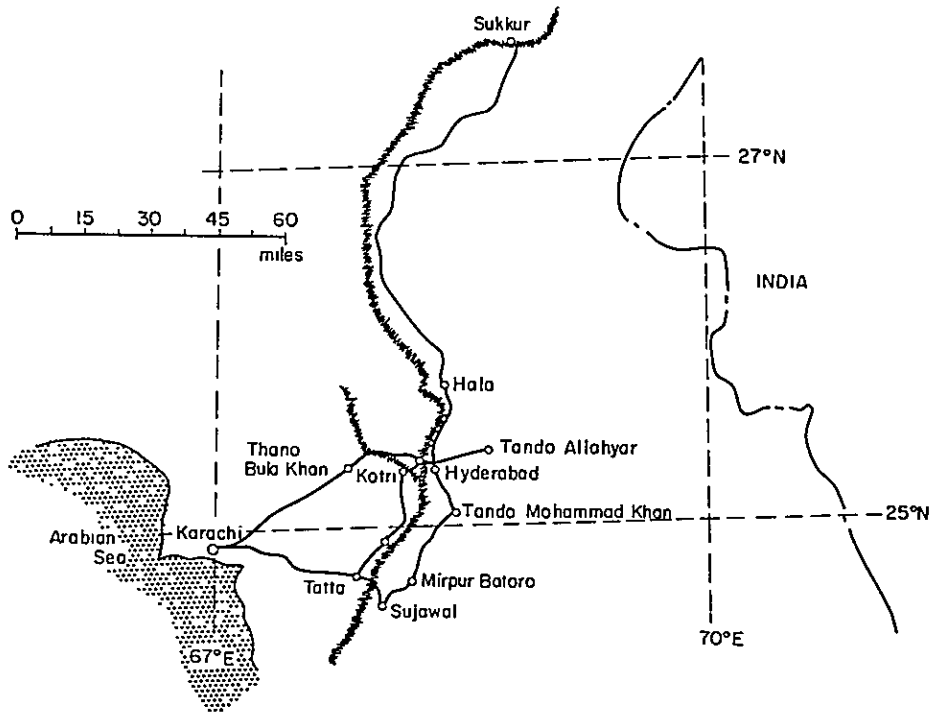 Sukkur
27°N
0 15 30 45 60
miles
INDIA
Hala
Thano
Bula Khan
Kotri
Tando Allahyar
Hyderabad
Tando Mohammad Khan
25°N
Arabian
Sea
Karachi
Tatta
Mirpur Batoro
Sujawal
67°E
70°E